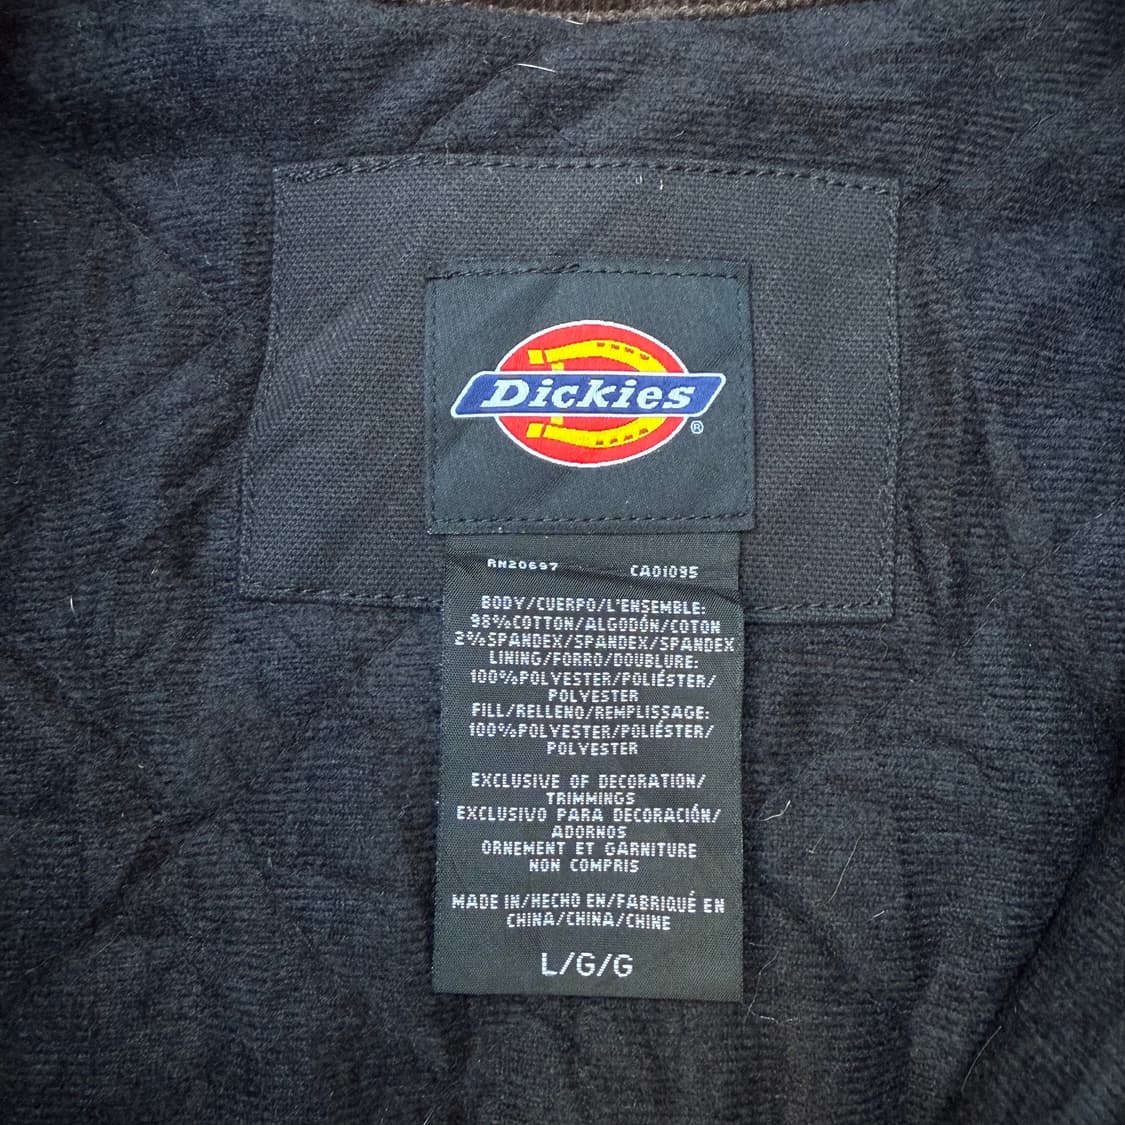 Dickies
®
RN20697 CA01095
BODY/CUERPO/L'ENSEMBLE:
98%COTTON/ALGODÓN/COTON
2%SPANDEX/SPANDEX/SPANDEX
LINING/FORRO/DOUBLURE:
100%POLYESTER/POLIÉSTER/
POLYESTER
FILL/RELLENO/REMPLISSAGE:
100%POLYESTER/POLIÉSTER/
POLYESTER
EXCLUSIVE OF DECORATION/
TRIMMINGS
EXCLUSIVO PARA DECORACIÓN/
ADORNOS
ORNEMENT ET GARNITURE
NON COMPRIS
MADE IN/HECHO EN/FABRIQUÉ EN
CHINA/CHINA/CHINE
L/G/G